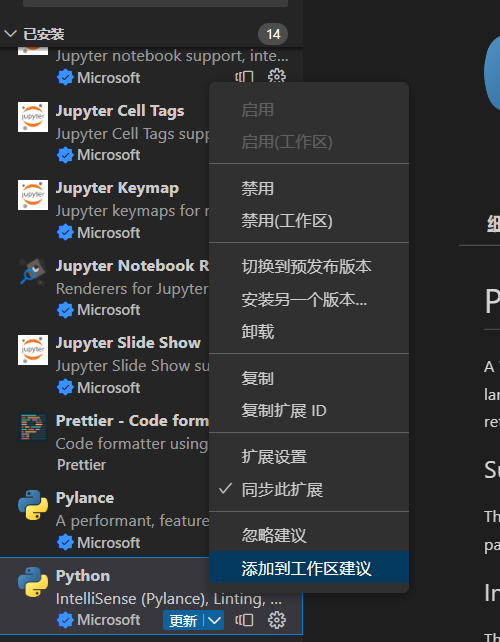 已安装 14
Jupyter notebook support, inte...
Microsoft
Jupyter Cell Tags
Jupyter Cell Tags supp
Microsoft
Jupyter Keymap
Jupyter keymaps for n
Microsoft
Jupyter Notebook R
Renderers for Jupyter
Microsoft
Jupyter Slide Show
Jupyter Slide Show su
Microsoft
Prettier - Code form
Code formatter using
Prettier
Pylance
A performant, feature
Microsoft
Python
IntelliSense (Pylance), Linting, ...
Microsoft 更新
启用
启用(工作区)
禁用
禁用(工作区)
切换到预发布版本
安装另一个版本...
卸载
复制
复制扩展 ID
扩展设置
同步此扩展
忽略建议
添加到工作区建议
细
P
A
lan
Su
Th
pa
In